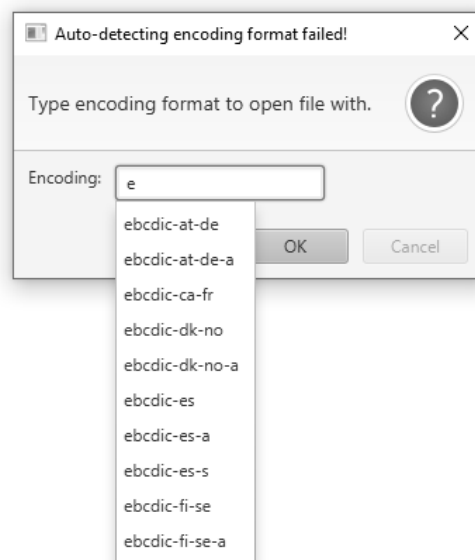 Auto-detecting encoding format failed!
Type encoding format to open file with.
?
Encoding: e
OK Cancel
ebcdic-at-de
ebcdic-at-de-a
ebcdic-ca-fr
ebcdic-dk-no
ebcdic-dk-no-a
ebcdic-es
ebcdic-es-a
ebcdic-es-s
ebcdic-fi-se
ebcdic-fi-se-a